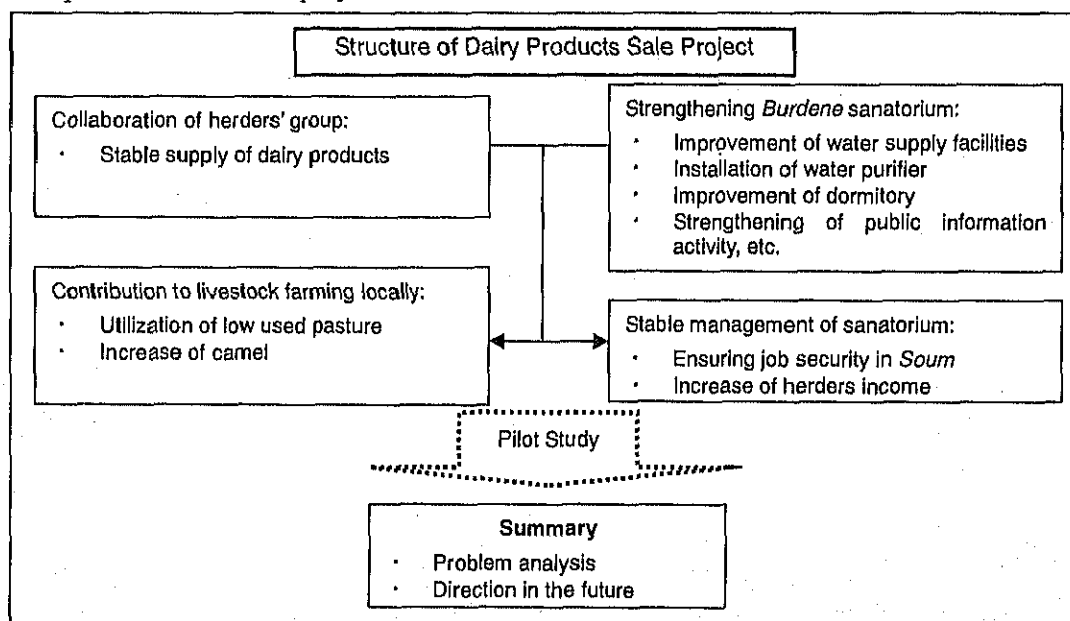 Structure of Dairy Products Sale Project
Collaboration of herders' group:
· Stable supply of dairy products
Strengthening Burdene sanatorium:
· Improvement of water supply facilities
· Installation of water purifier
· Improvement of dormitory
· Strengthening of public information
activity, etc.
Contribution to livestock farming locally:
· Utilization of low used pasture
· Increase of camel
Stable management of sanatorium:
· Ensuring job security in Soum
· Increase of herders income
Pilot Study
Summary
· Problem analysis
· Direction in the future